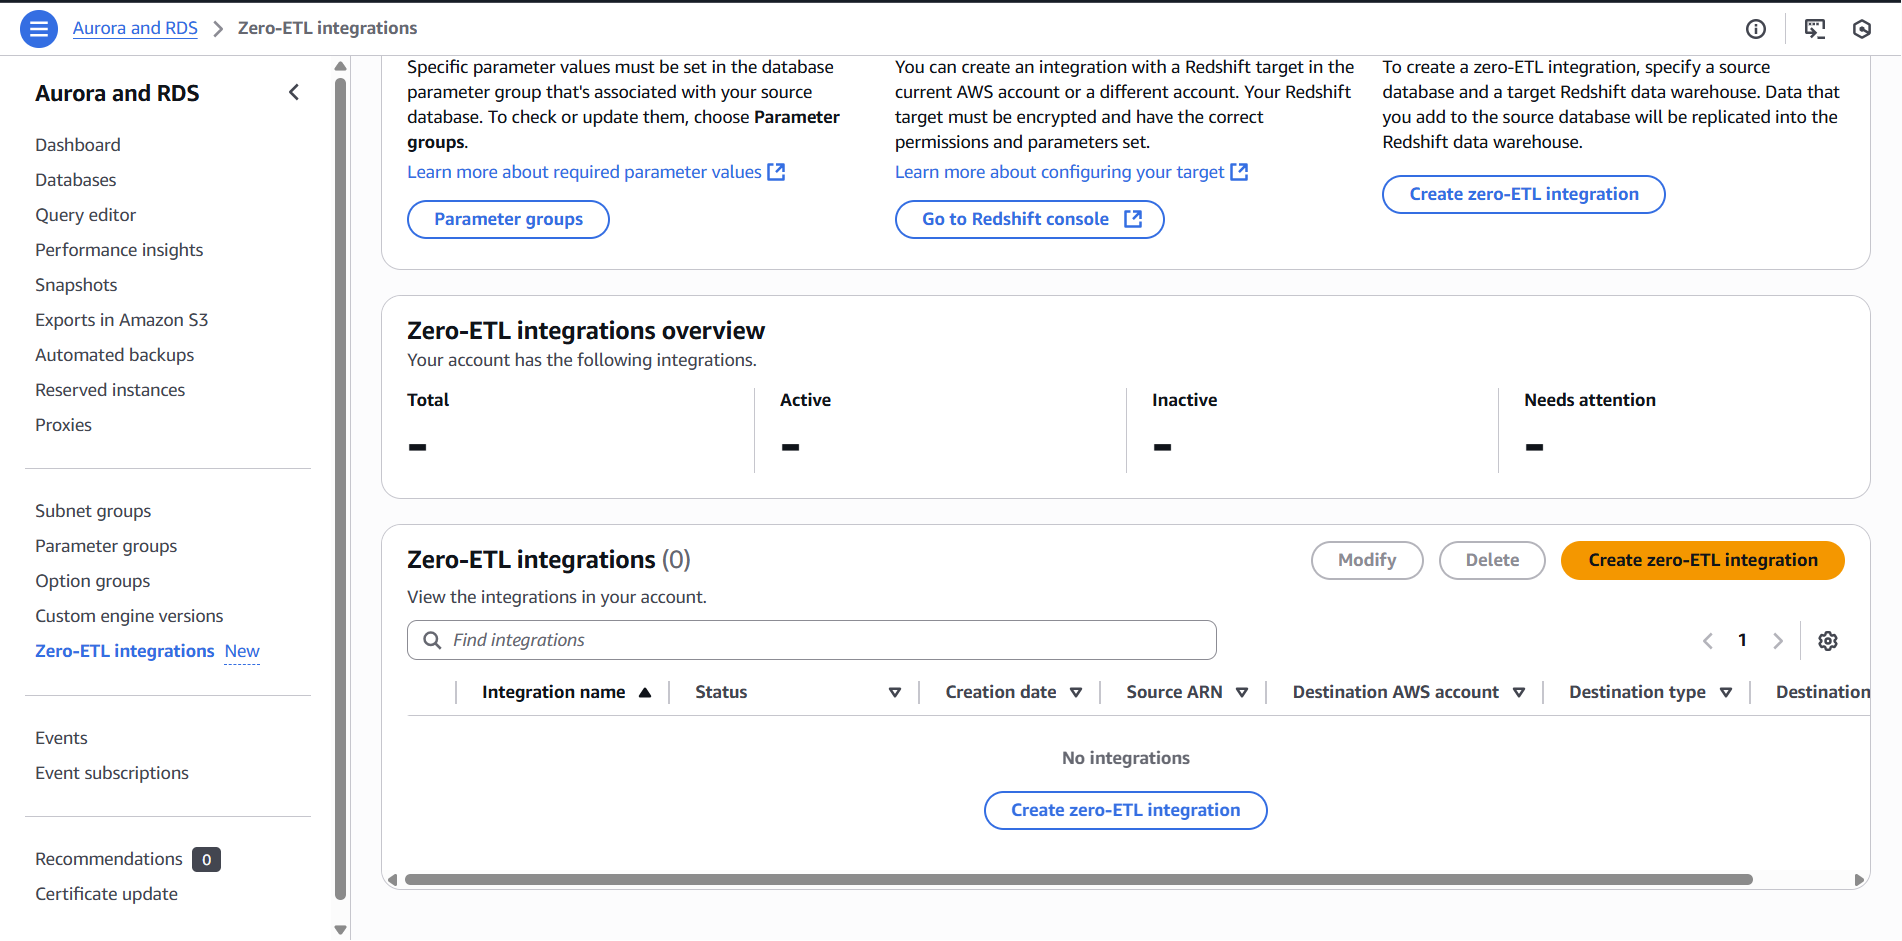 Aurora and RDS > Zero-ETL integrations
Aurora and RDS
Dashboard
Databases
Query editor
Performance insights
Snapshots
Exports in Amazon S3
Automated backups
Reserved instances
Proxies
Subnet groups
Parameter groups
Option groups
Custom engine versions
Zero-ETL integrations New
Events
Event subscriptions
Recommendations 0
Certificate update
Specific parameter values must be set in the database
parameter group that's associated with your source
database. To check or update them, choose Parameter
groups.
Learn more about required parameter values
Parameter groups
You can create an integration with a Redshift target in the
current AWS account or a different account. Your Redshift
target must be encrypted and have the correct
permissions and parameters set.
Learn more about configuring your target
Go to Redshift console
To create a zero-ETL integration, specify a source
database and a target Redshift data warehouse. Data that
you add to the source database will be replicated into the
Redshift data warehouse.
Create zero-ETL integration
Zero-ETL integrations overview
Your account has the following integrations.
Total
–
Active
–
Inactive
–
Needs attention
–
Zero-ETL integrations (0)
Modify
Delete
Create zero-ETL integration
View the integrations in your account.
Find integrations
1
Integration name Status Creation date Source ARN Destination AWS account Destination type Destination
No integrations
Create zero-ETL integration